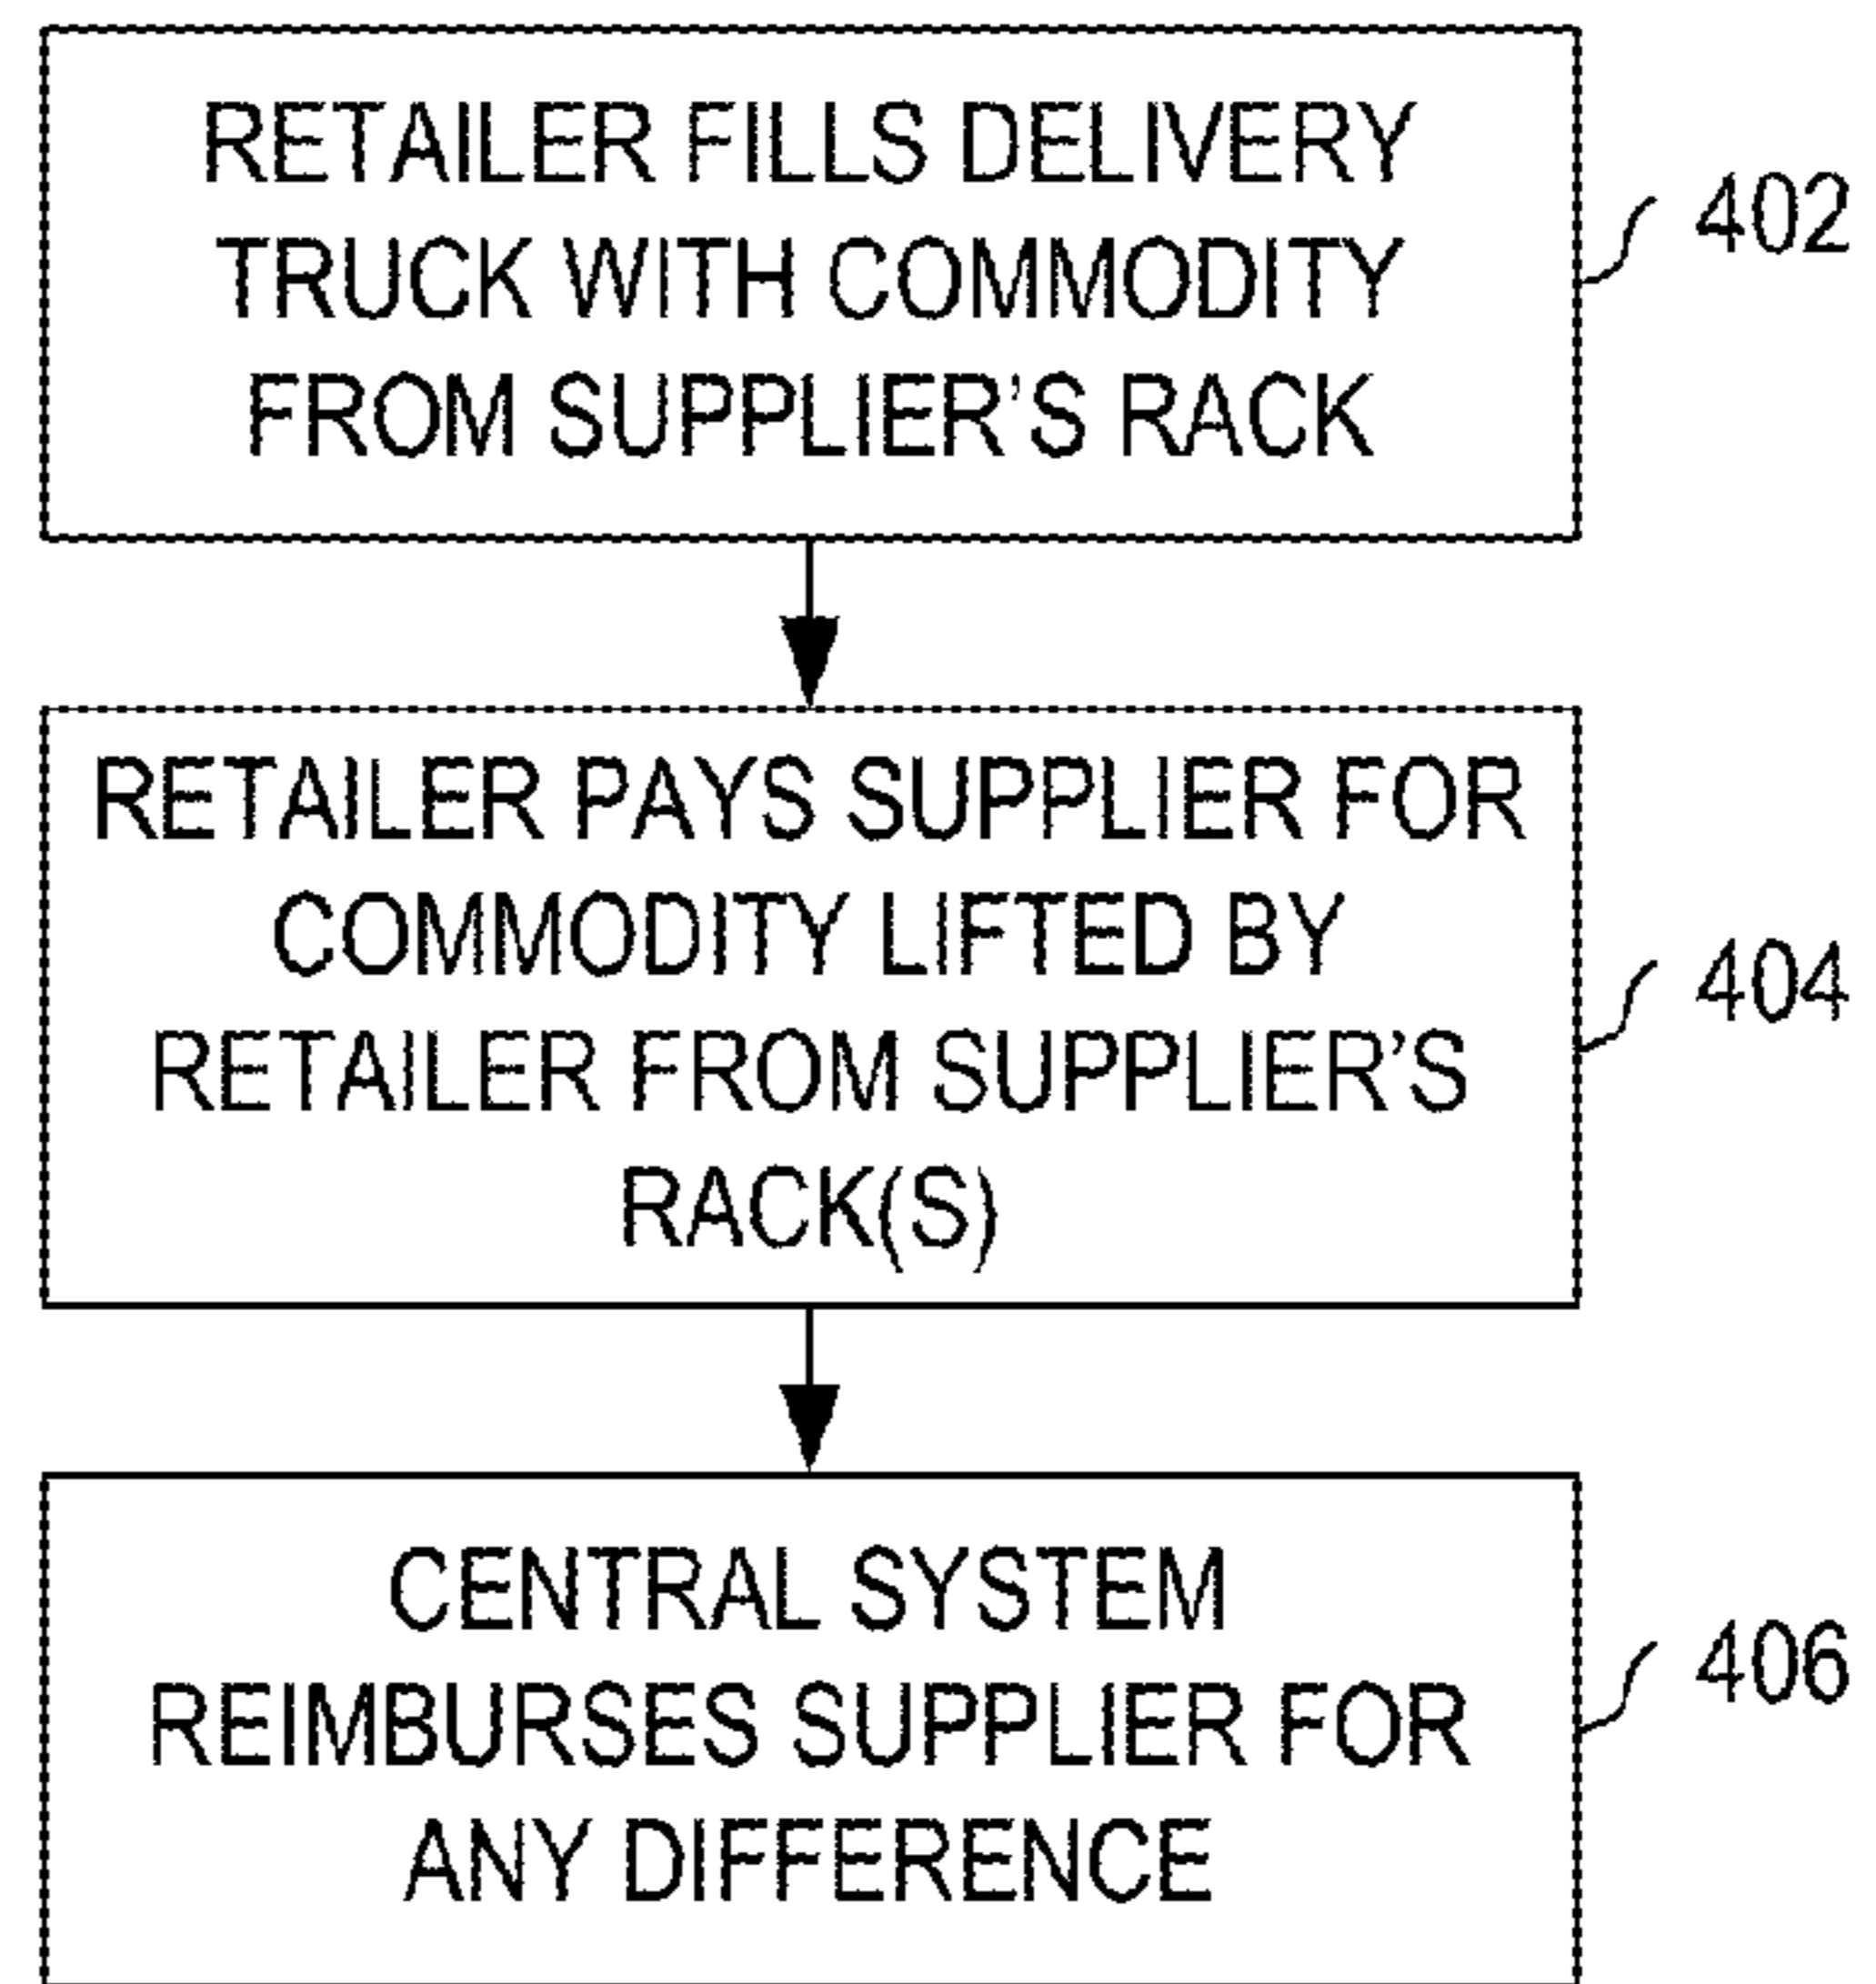 RETAILER FILLS DELIVERY
TRUCK WITH COMMODITY
FROM SUPPLIER'S RACK
402
RETAILER PAYS SUPPLIER FOR
COMMODITY LIFTED BY
RETAILER FROM SUPPLIER'S
RACK(S)
404
CENTRAL SYSTEM
REIMBURSES SUPPLIER FOR
ANY DIFFERENCE
406